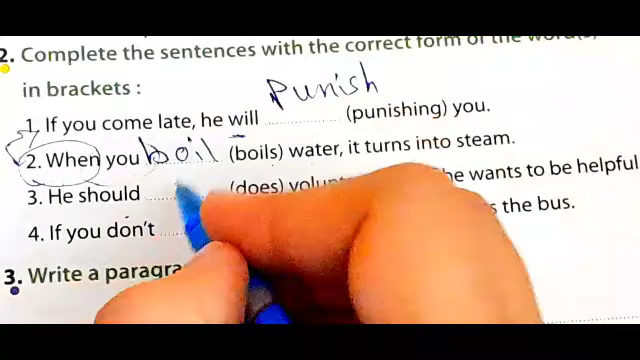 2. Complete the sentences with the correct form of the word(s)
in brackets :
Punish
1. If you come late, he will ............ (punishing) you.
2. When you boil (boils) water, it turns into steam.
3. He should ...... (does) he wants to be helpful
4. If you don't ..... the bus.
3. Write a